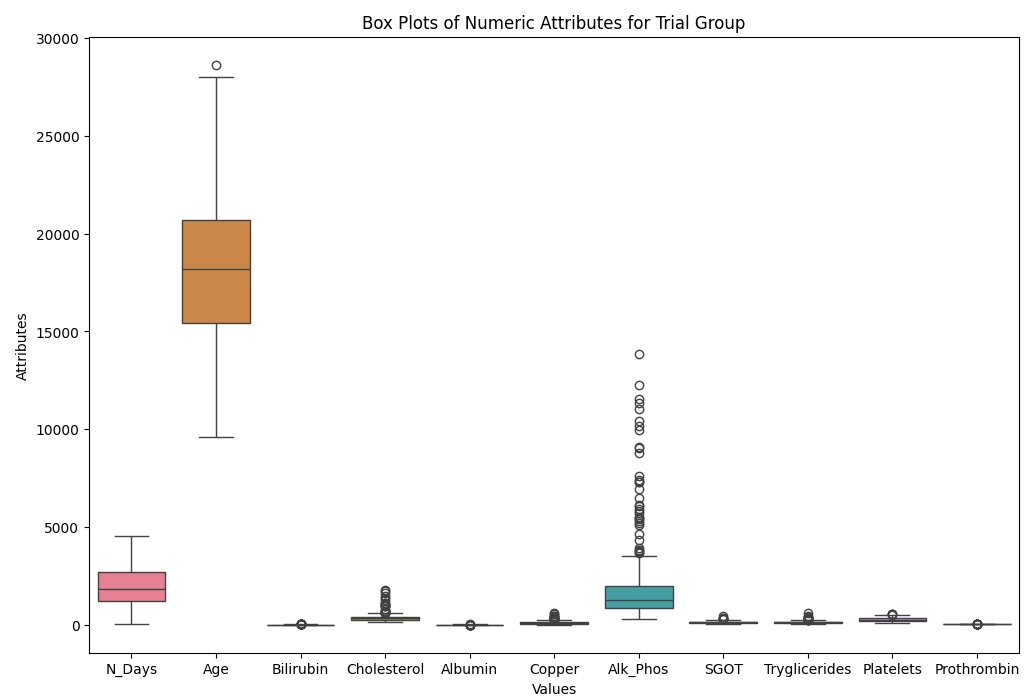 Box Plots of Numeric Attributes for Trial Group
30000
25000
20000
15000
10000
5000
0
Attributes
N_Days Age Bilirubin Cholesterol Albumin Copper Alk_Phos SGOT Tryglicerides Platelets Prothrombin
Values